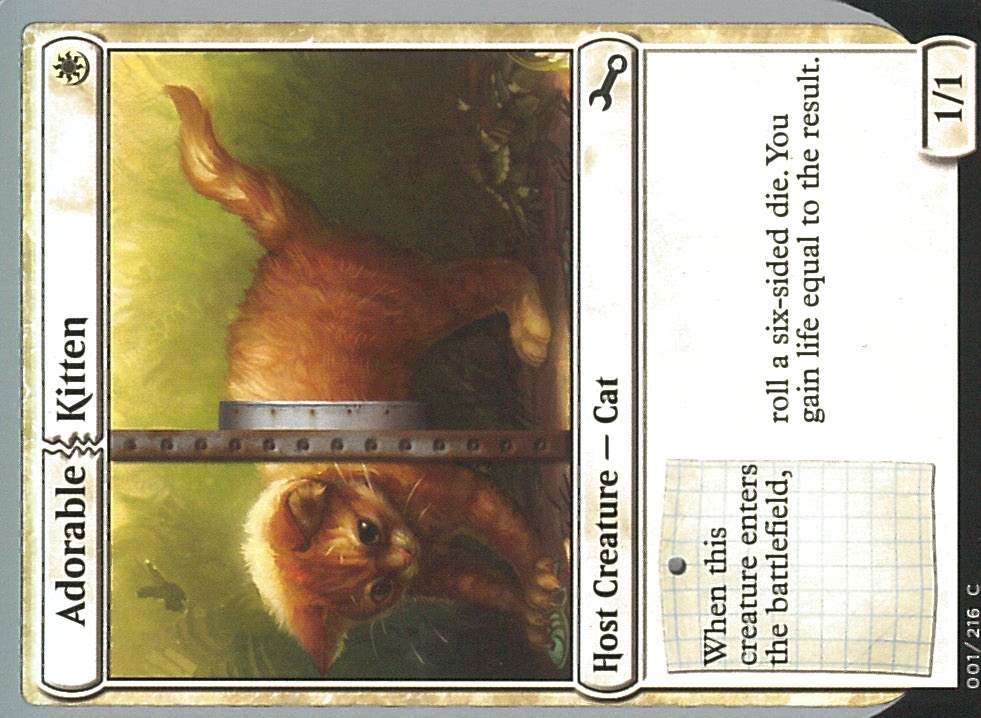 Adorable Kitten
Host Creature — Cat
When this
creature enters
the battlefield,
roll a six-sided die. You
gain life equal to the result.
1/1
001/216 C